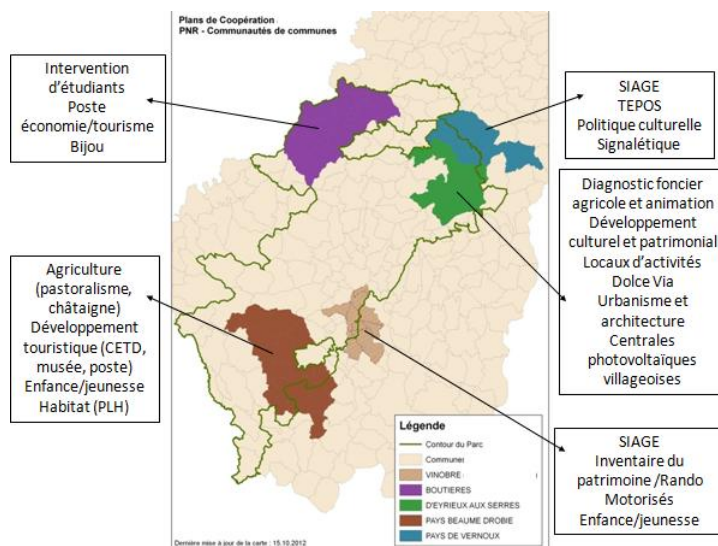 Plans de Coopération
PNR - Communautés de communes
Intervention
d'étudiants
Poste
économie/tourisme
Bijou
SIAGE
TEPOS
Politique culturelle
Signalétique
Diagnostic foncier
agricole et animation
Développement
culturel et patrimonial
Locaux d'activités
Dolce Via
Urbanisme et
architecture
Centrales
photovoltaïques
villageoises
Agriculture
(pastoralisme,
châtaigne)
Développement
touristique (CETD,
musée, poste)
Enfance/jeunesse
Habitat (PLH)
SIAGE
Inventaire du
patrimoine /Rando
Motorisés
Enfance/jeunesse
Légende
Contour du Parc
Communes
VINOBRE
BOUTIERES
D'EYRIEUX AUX SERRES
PAYS BEAUME DROBIE
PAYS DE VERNOUX
Dernière mise à jour de la carte : 15.10.2012